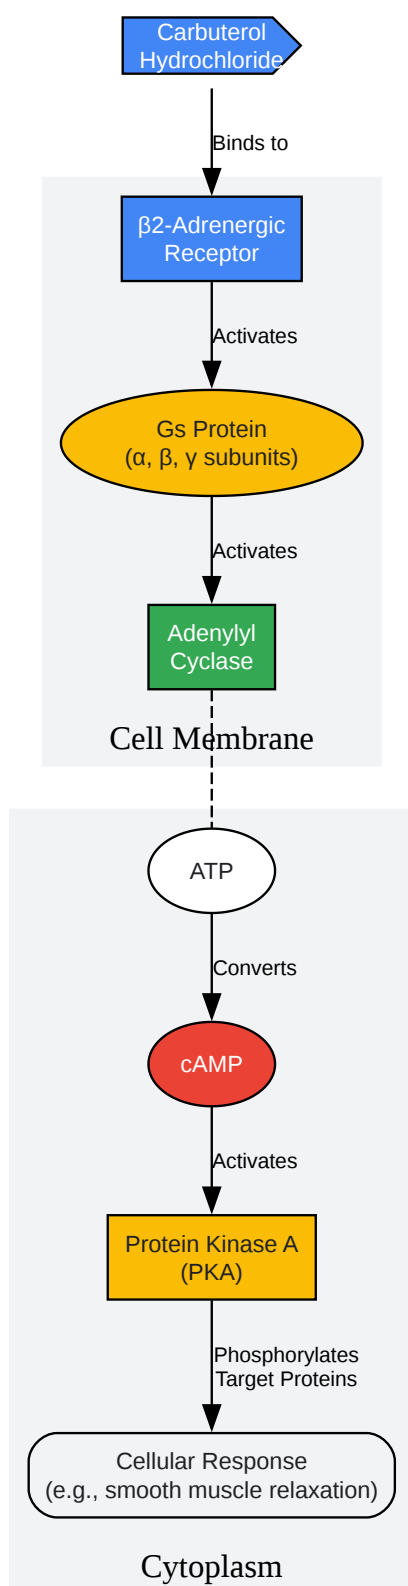 Carbuterol
Hydrochloride
Binds to
β2-Adrenergic
Receptor
Activates
Gs Protein
(α, β, γ subunits)
Activates
Adenylyl
Cyclase
Cell Membrane
ATP
Converts
cAMP
Activates
Protein Kinase A
(PKA)
Phosphorylates
Target Proteins
Cellular Response
(e.g., smooth muscle relaxation)
Cytoplasm